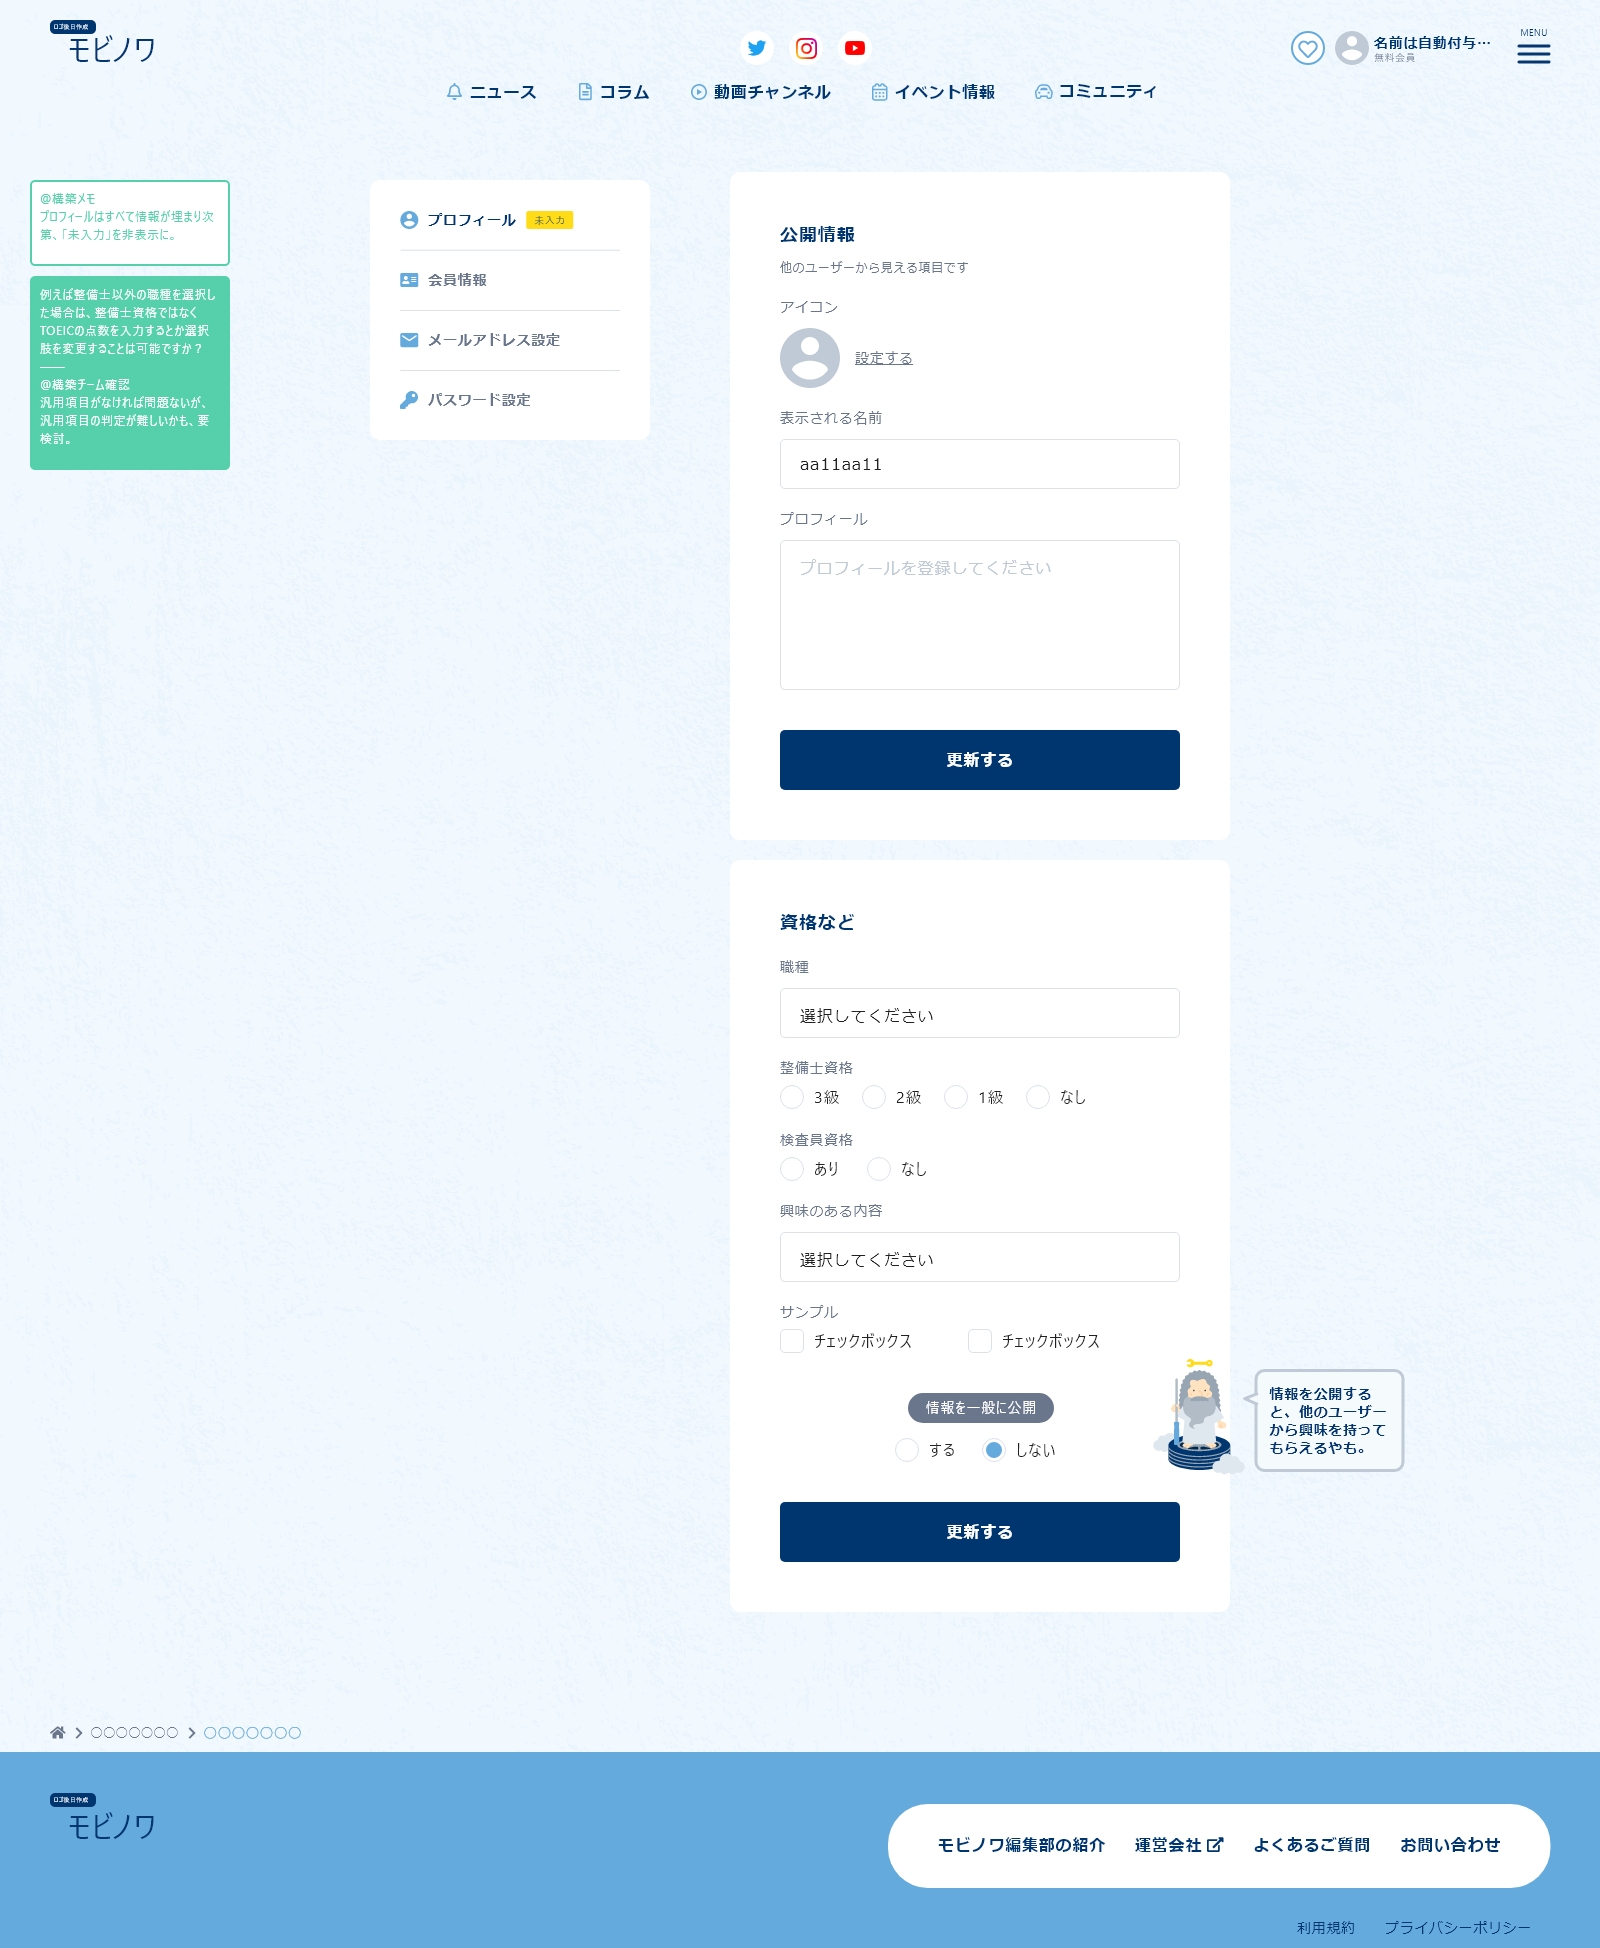 ロゴ後日作成
モビノワ
名前は自動付与…
無料会員
MENU
ニュース
コラム
動画チャンネル
イベント情報
コミュニティ
@構築メモ
プロフィールはすべて情報が埋まり次
第、「未入力」を非表示に。
例えば整備士以外の職種を選択し
た場合は、整備士資格ではなく
TOEICの点数を入力するとか選択
肢を変更することは可能ですか？
@構築チーム確認
汎用項目がなければ問題ないが、
汎用項目の判定が難しいかも、要
検討。
プロフィール 未入力
会員情報
メールアドレス設定
パスワード設定
公開情報
他のユーザーから見える項目です
アイコン
設定する
表示される名前
aa11aa11
プロフィール
プロフィールを登録してください
更新する
資格など
職種
選択してください
整備士資格
3級 2級 1級 なし
検査員資格
あり なし
興味のある内容
選択してください
サンプル
チェックボックス チェックボックス
情報を一般に公開
する しない
情報を公開する
と、他のユーザー
から興味を持って
もらえるやも。
更新する
〇〇〇〇〇〇〇 〇〇〇〇〇〇〇
ロゴ後日作成
モビノワ
モビノワ編集部の紹介 運営会社 よくあるご質問 お問い合わせ
利用規約 プライバシーポリシー